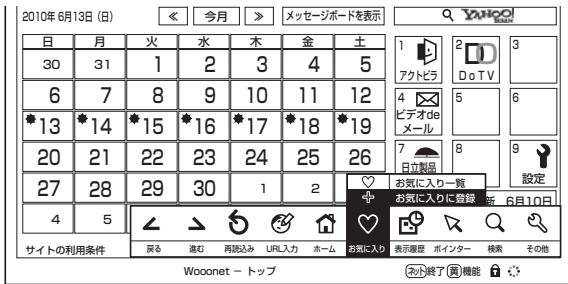 2010年 6月13日 (日) ≪ 今月 ≫ メッセージボードを表示
YAHOO!
日 月 火 水 木 金 土
30 31 1 2 3 4 5
6 7 8 9 10 11 12
13 14 15 16 17 18 19
20 21 22 23 24 25 26
27 28 29 30 1 2
4 5
1 アクトビラ
2 DoTV
3
4 ビデオde
メール
5
6
7 日立製品
8
9 設定
お気に入り一覧
お気に入りに登録
新 6月10日
戻る 進む 再読込み URL入力 ホーム お気に入り 表示履歴 ポインター 検索 その他
サイトの利用条件
Wooonet − トップ
ネット終了 黄機能